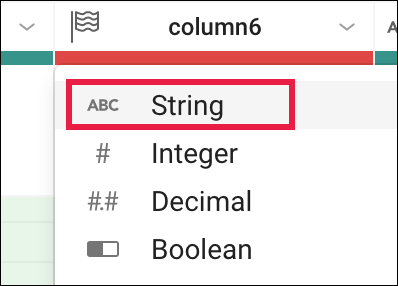 column6
ABC String
# Integer
#.# Decimal
Boolean